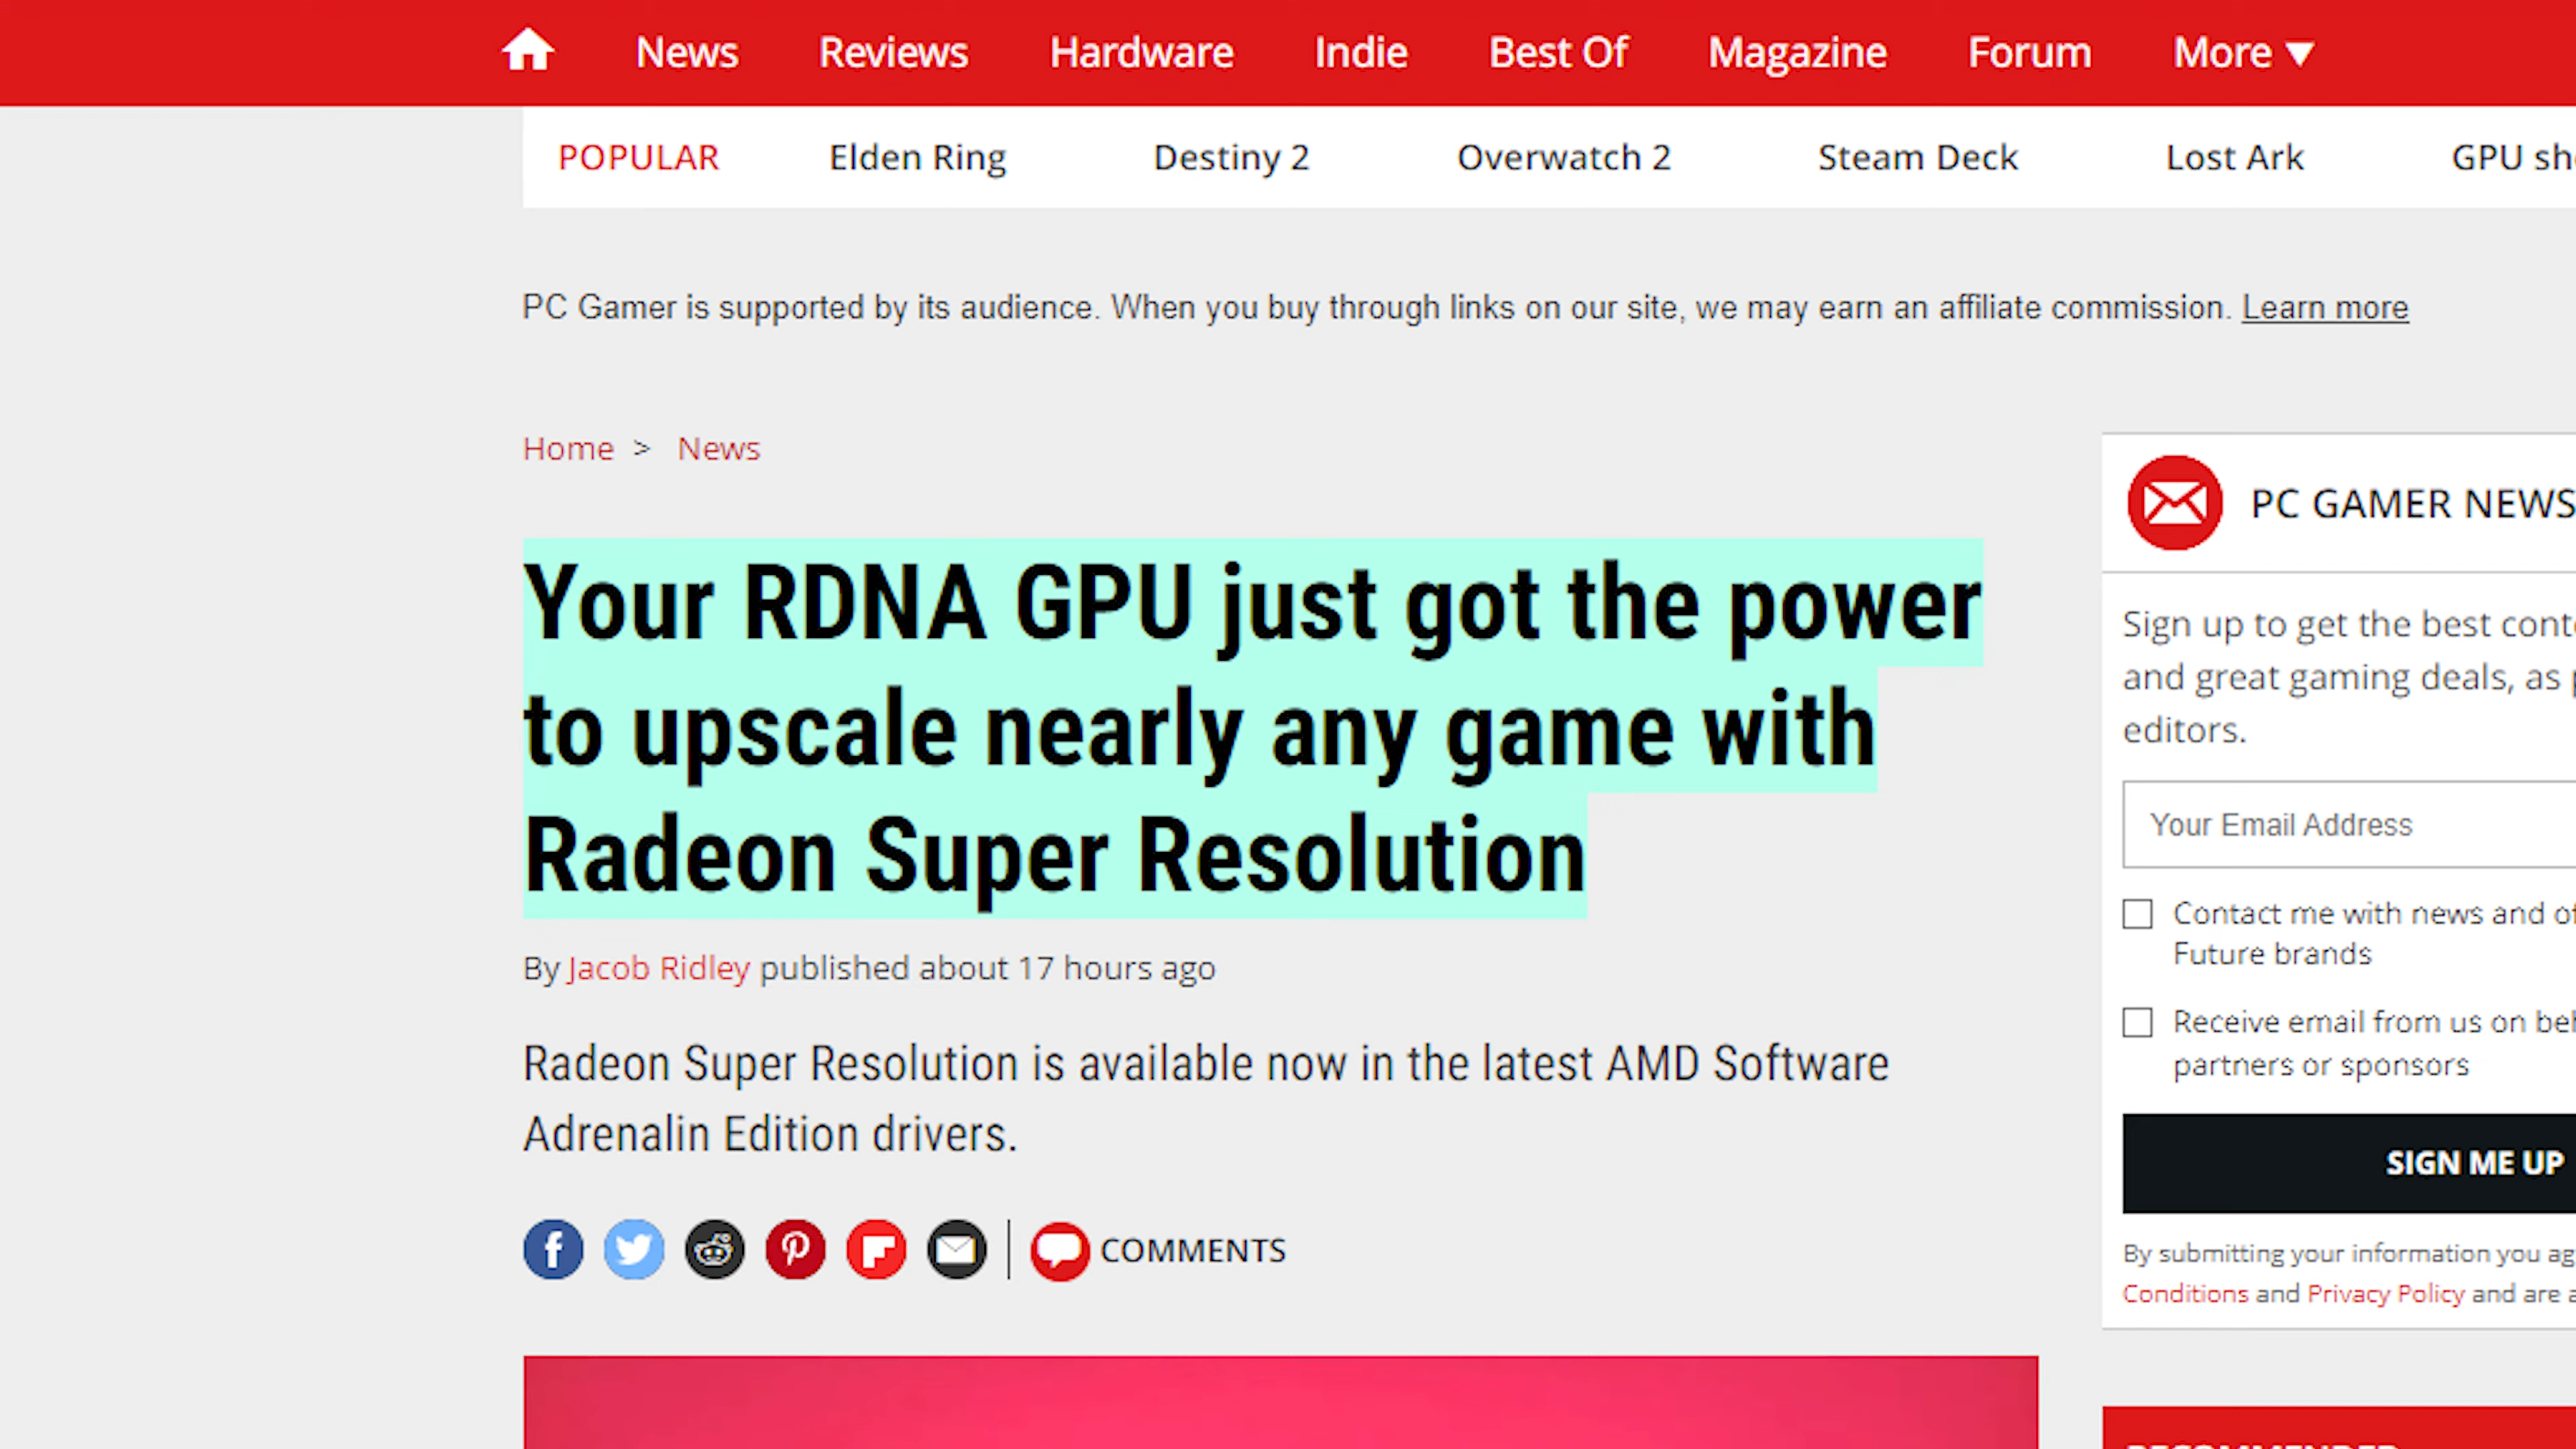 News Reviews Hardware Indie Best Of Magazine Forum More
POPULAR Elden Ring Destiny 2 Overwatch 2 Steam Deck Lost Ark GPU
PC Gamer is supported by its audience. When you buy through links on our site, we may earn an affiliate commission. Learn more
Home > News
Your RDNA GPU just got the power
to upscale nearly any game with
Radeon Super Resolution
By Jacob Ridley published about 17 hours ago
Radeon Super Resolution is available now in the latest AMD Software
Adrenalin Edition drivers.
COMMENTS
PC GAMER NEWS
Sign up to get the best
and great gaming deals, as
editors.
Your Email Address
Contact me with news and
Future brands
Receive email from us on
partners or sponsors
SIGN ME UP
By submitting your information you
Conditions and Privacy Policy and are